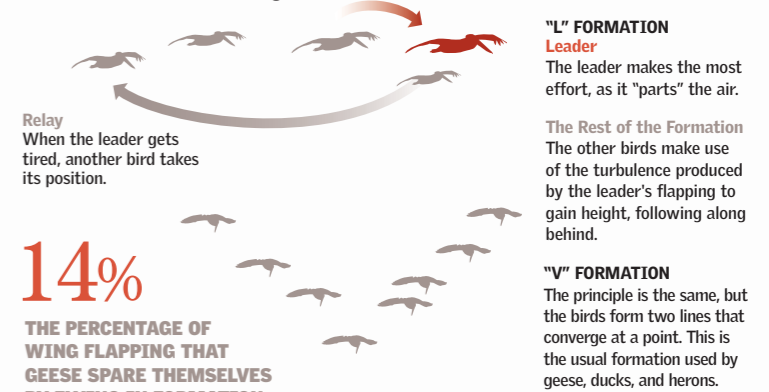 Relay
When the leader gets
tired, another bird takes
its position.
14%
THE PERCENTAGE OF
WING FLAPPING THAT
GEESE SPARE THEMSELVES
"L" FORMATION
Leader
The leader makes the most
effort, as it "parts" the air.
The Rest of the Formation
The other birds make use
of the turbulence produced
by the leader's flapping to
gain height, following along
behind.
"V" FORMATION
The principle is the same, but
the birds form two lines that
converge at a point. This is
the usual formation used by
geese, ducks, and herons.